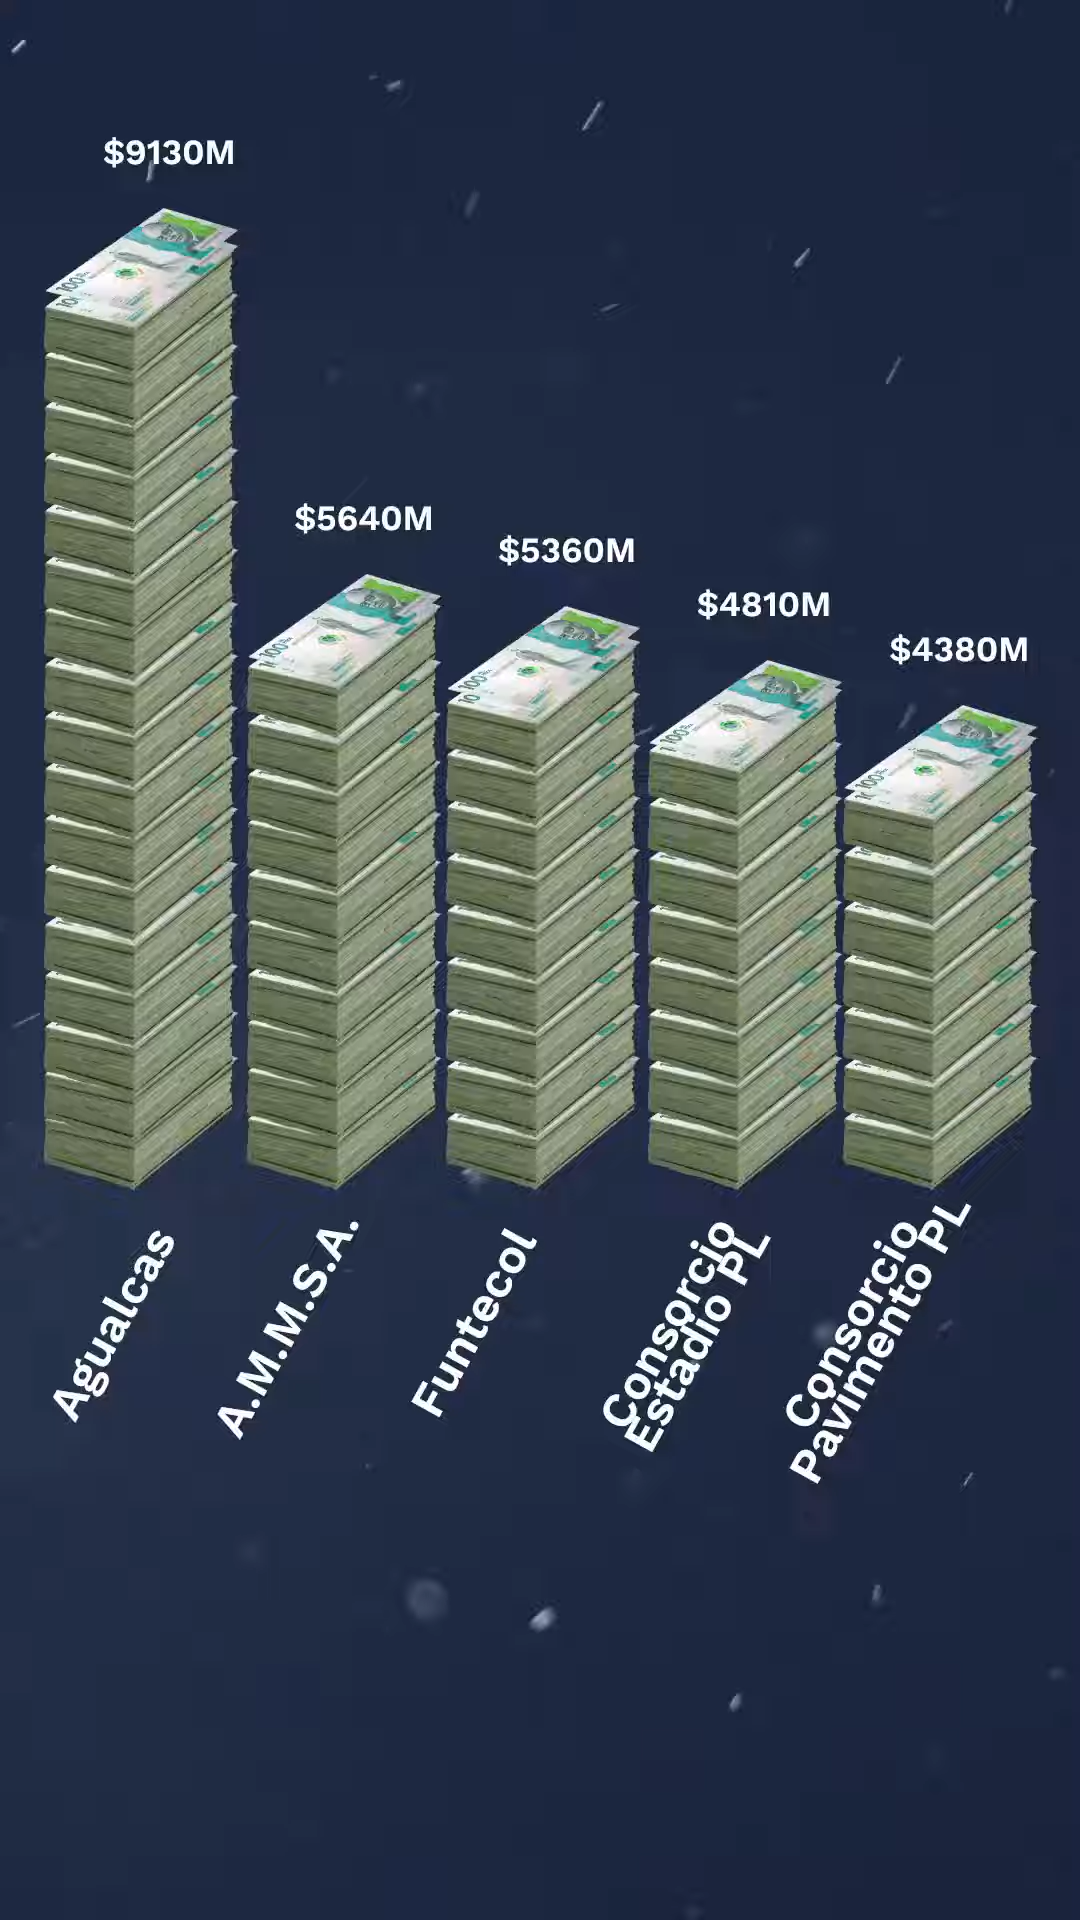 $9130M
$5640M
$5360M
$4810M
$4380M
Agualcas
A.M.M.S.A.
Funtecol
Consorcio
Estadio PL
Consorcio
Pavimento PL